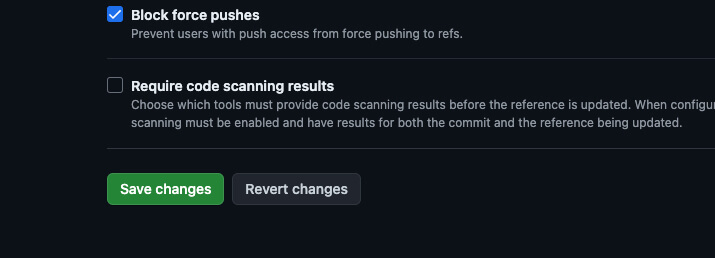 Block force pushes
Prevent users with push access from force pushing to refs.
Require code scanning results
Choose which tools must provide code scanning results before the reference is updated. When configur
scanning must be enabled and have results for both the commit and the reference being updated.
Save changes
Revert changes